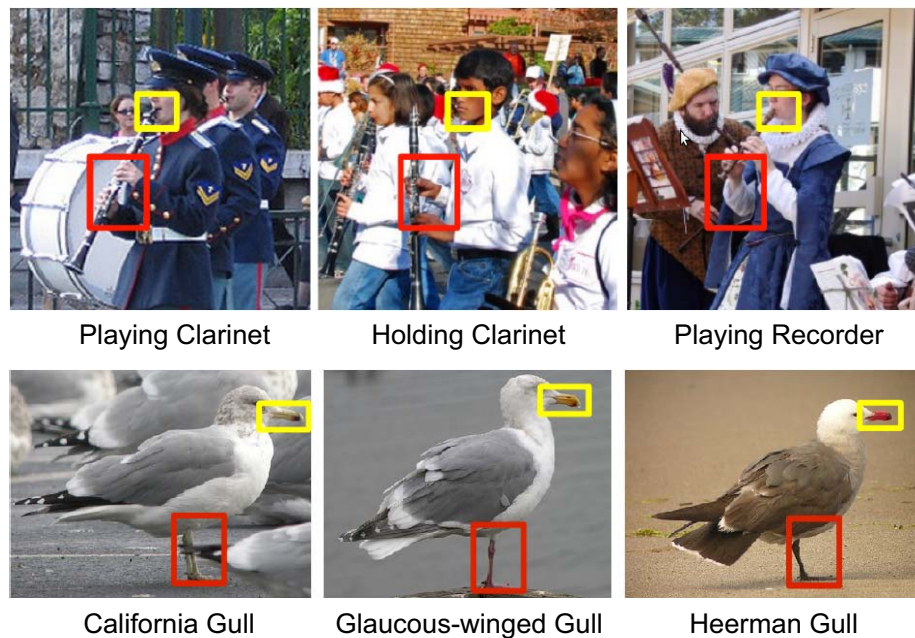 Playing Clarinet
Holding Clarinet
Playing Recorder
California Gull
Glaucous-winged Gull
Heerman Gull